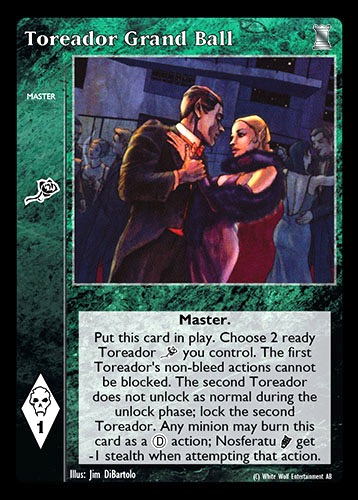 Toreador Grand Ball
MASTER
Master.
Put this card in play. Choose 2 ready
Toreador you control. The first
Toreador's non-bleed actions cannot
be blocked. The second Toreador
does not unlock as normal during the
unlock phase; lock the second
Toreador. Any minion may burn this
card as a D action; Nosferatu get
-1 stealth when attempting that action.
1
Illus: Jim DiBartolo
(C) White Wolf Entertainment AB